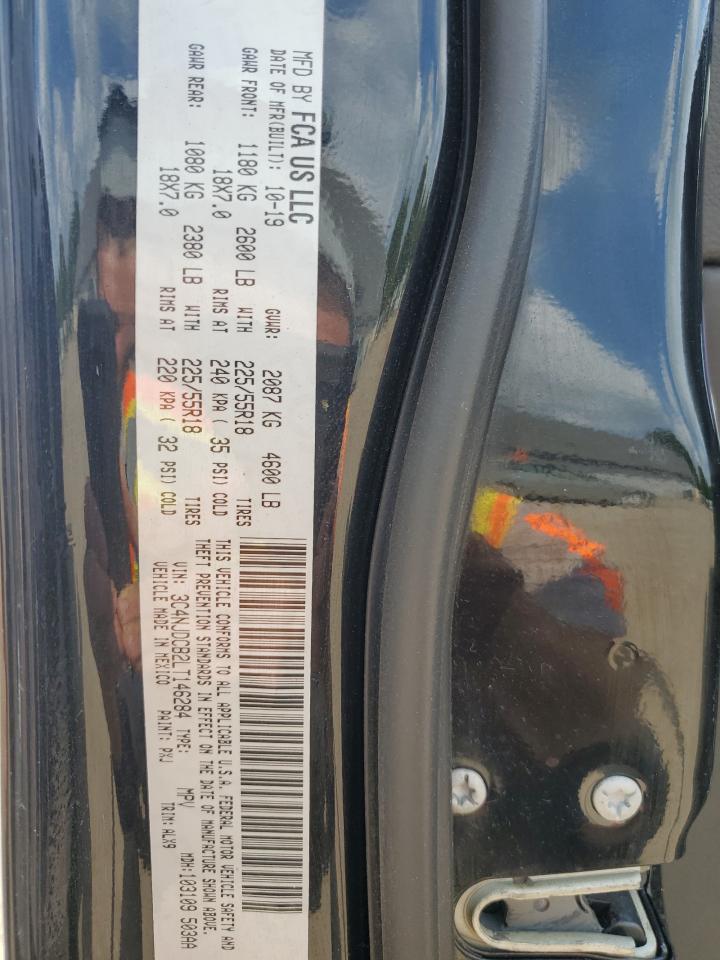 MFD BY FCA US LLC
DATE OF MFR(BUILT): 10-19 GVWR: 2087 KG 4600 LB
GAWR FRONT: 1180 KG 2600 LB WITH 225/55R18 TIRES
18X7.0 RIMS AT 240 KPA ( 35 PSI) COLD
GAWR REAR: 1080 KG 2380 LB WITH 225/55R18 TIRES
18X7.0 RIMS AT 220 KPA ( 32 PSI) COLD
THIS VEHICLE CONFORMS TO ALL APPLICABLE U.S.A. FEDERAL MOTOR VEHICLE SAFETY AND
THEFT PREVENTION STANDARDS IN EFFECT ON THE DATE OF MANUFACTURE SHOWN ABOVE.
VIN: 3C4NJDCB2LT146284 TYPE: MPV MDH:103109 503AA
VEHICLE MADE IN MEXICO PAINT: PXJ TRIM: ALX9